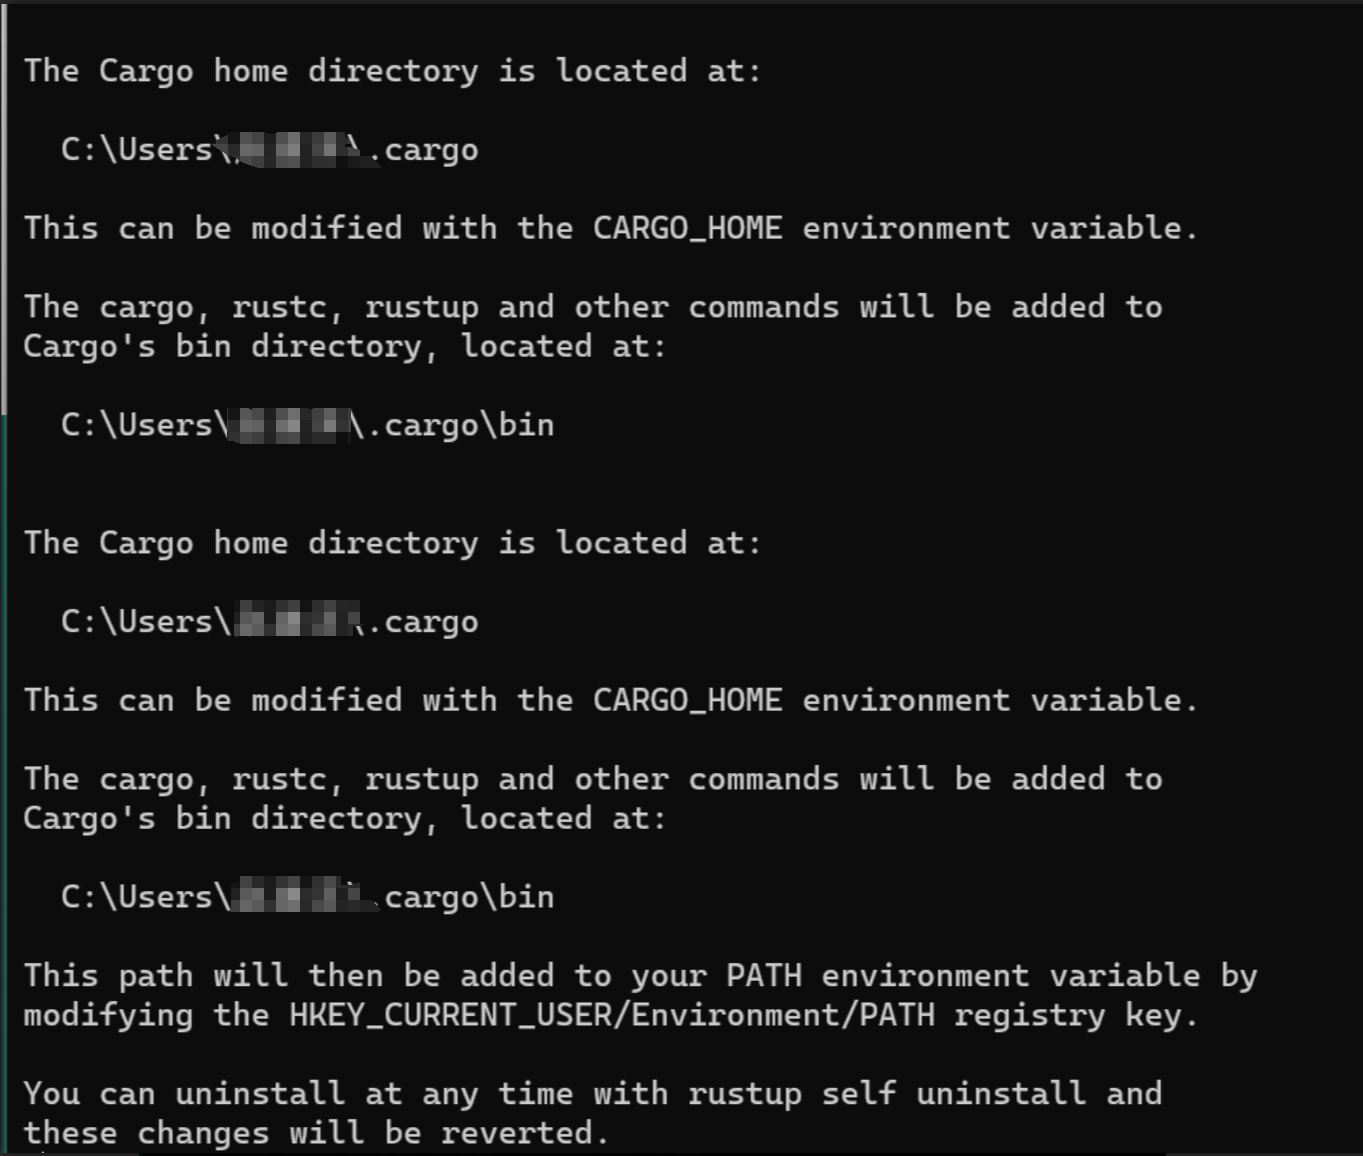 The Cargo home directory is located at:
C:\Users\ \.cargo
This can be modified with the CARGO_HOME environment variable.
The cargo, rustc, rustup and other commands will be added to
Cargo's bin directory, located at:
C:\Users\ \.cargo\bin
The Cargo home directory is located at:
C:\Users\ \.cargo
This can be modified with the CARGO_HOME environment variable.
The cargo, rustc, rustup and other commands will be added to
Cargo's bin directory, located at:
C:\Users\ .cargo\bin
This path will then be added to your PATH environment variable by
modifying the HKEY_CURRENT_USER/Environment/PATH registry key.
You can uninstall at any time with rustup self uninstall and
these changes will be reverted.